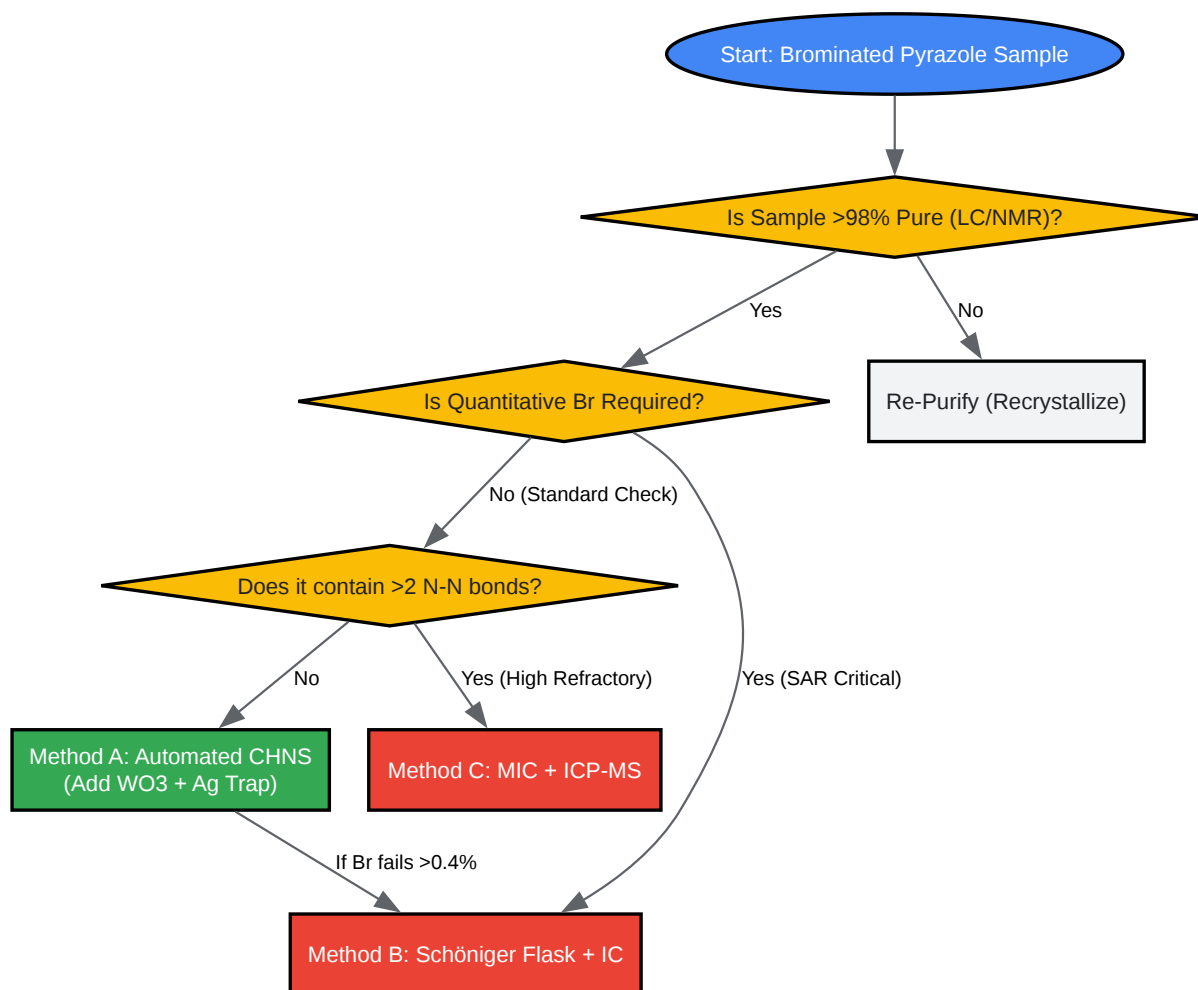 Start: Brominated Pyrazole Sample
Is Sample >98% Pure (LC/NMR)?
Yes
No
Is Quantitative Br Required?
Re-Purify (Recrystallize)
No (Standard Check)
Does it contain >2 N-N bonds?
No
Yes (High Refractory)
Yes (SAR Critical)
Method A: Automated CHNS
(Add WO3 + Ag Trap)
Method C: MIC + ICP-MS
If Br fails >0.4%
Method B: Schöniger Flask + IC